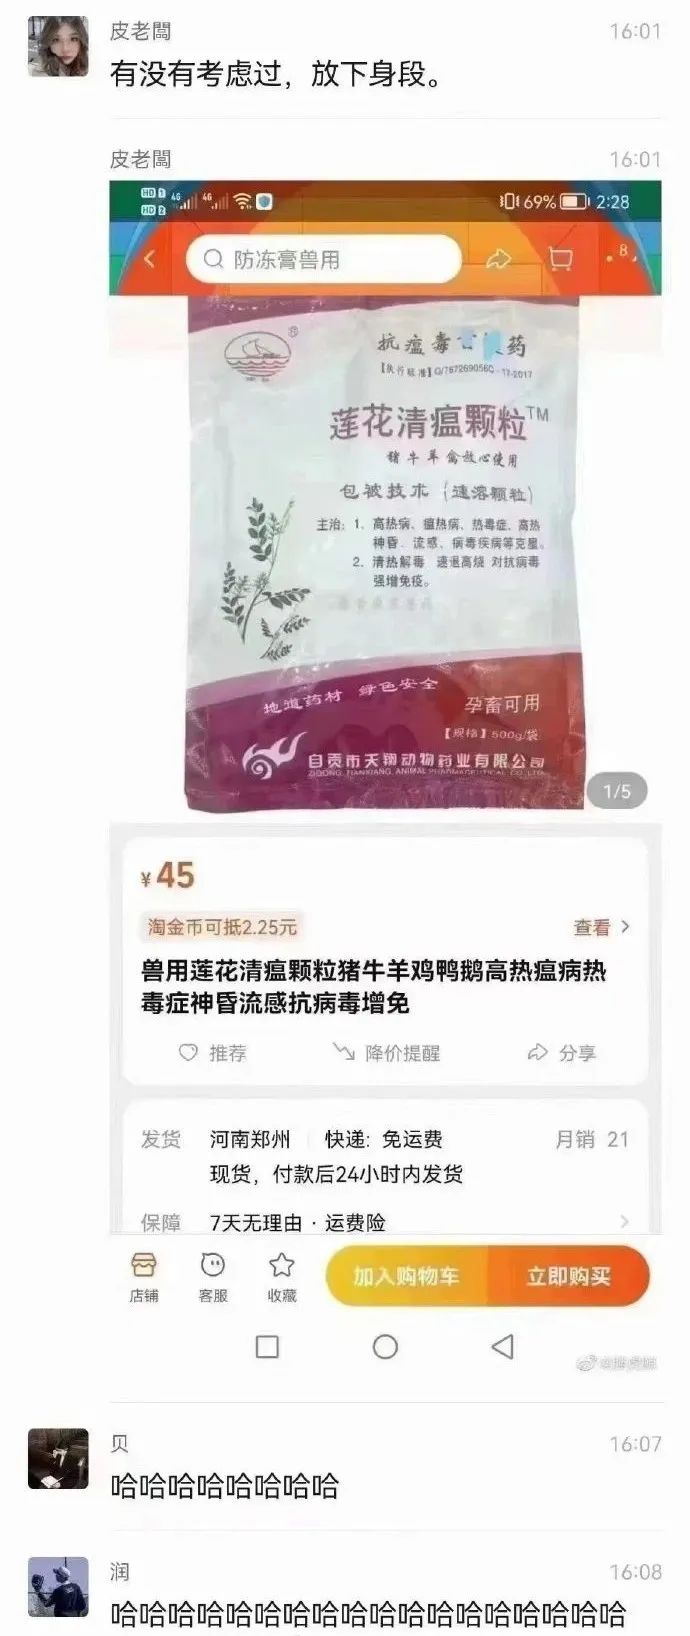 皮老闆
16:01
有没有考虑过，放下身段。
皮老闆
16:01
HD 1
HD 2
4G
4G
69%
2:28
防冻膏兽用
8
抗瘟毒
药
莲花清瘟颗粒™
猪牛羊禽放心使用
包被技术（速溶颗粒）
主治：1、高热病、瘟热病、热毒症、高热
神昏、流感、病毒疾病等克星。
2、清热解毒 速退高烧 对抗病毒
强增免疫。
地道药材 绿色安全
孕畜可用
【规格】500g/袋
自贡市天翔动物药业有限公司
ZIGONG TIANXIANG ANIMAL PHARMACEUTICAL CO.,LTD
1/5
¥45
淘金币可抵2.25元
查看
兽用莲花清瘟颗粒猪牛羊鸡鸭鹅高热瘟病热
毒症神昏流感抗病毒增免
推荐
降价提醒
分享
发货
河南郑州
快递: 免运费
月销 21
现货，付款后24小时内发货
保障
7天无理由 · 运费险
店铺
客服
收藏
加入购物车
立即购买
贝
16:07
哈哈哈哈哈哈哈哈
润
16:08
哈哈哈哈哈哈哈哈哈哈哈哈哈哈哈哈哈哈